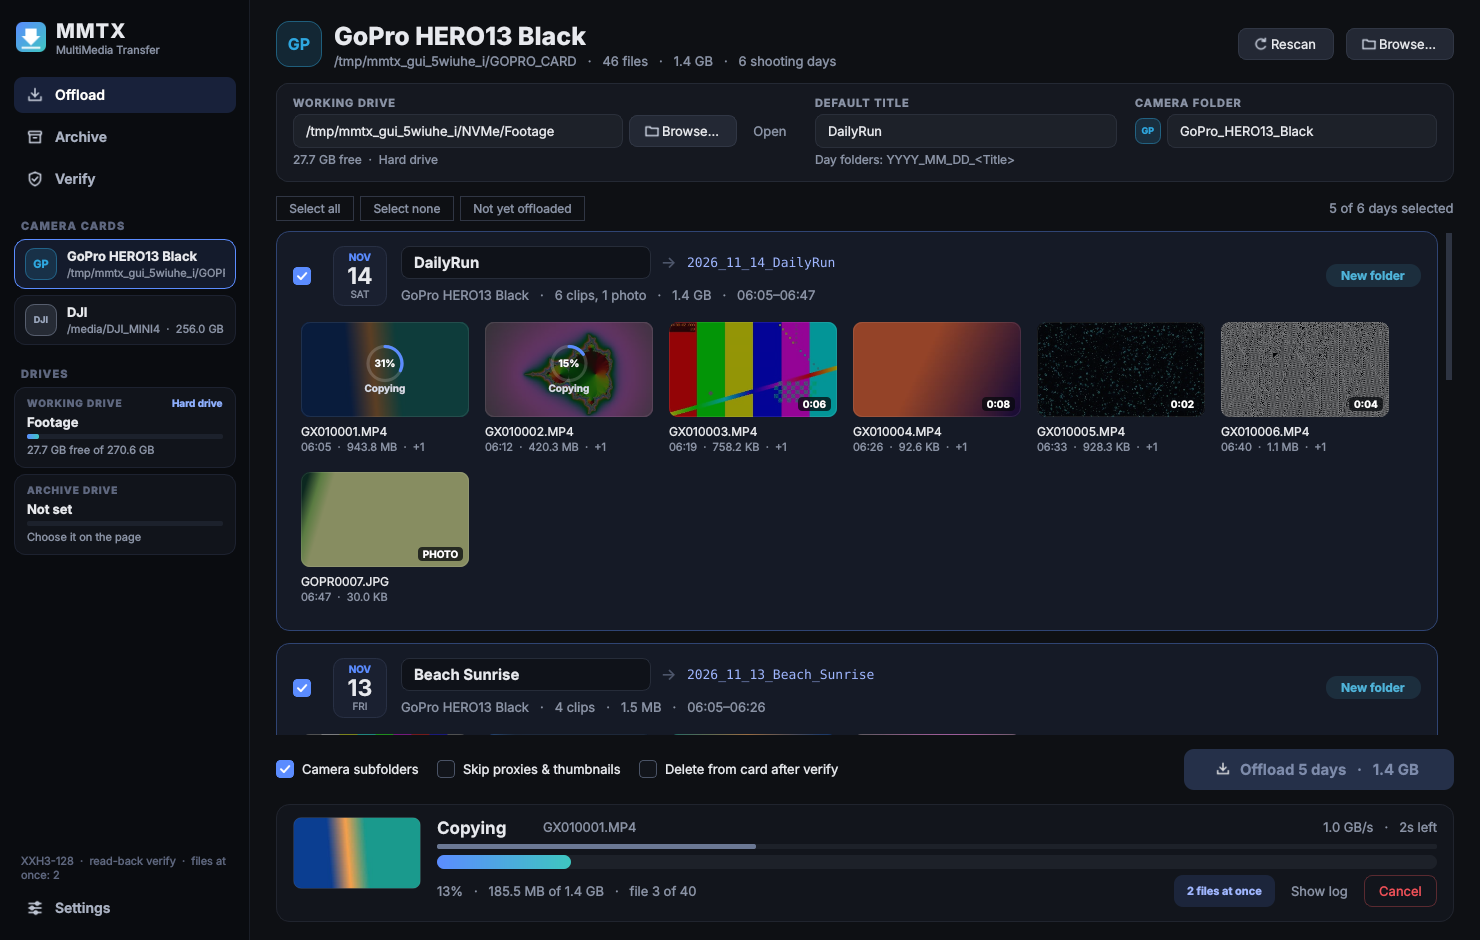 MMTX
MultiMedia Transfer
Offload
Archive
Verify
CAMERA CARDS
GP
GoPro HERO13 Black
/tmp/mmtx_gui_5wiuhe_i/GOPI
DJI
DJI
/media/DJI_MINI4 · 256.0 GB
DRIVES
WORKING DRIVE Hard drive
Footage
27.7 GB free of 270.6 GB
ARCHIVE DRIVE
Not set
Choose it on the page
XXH3-128 · read-back verify · files at
once: 2
Settings
GP
GoPro HERO13 Black
/tmp/mmtx_gui_5wiuhe_i/GOPRO_CARD · 46 files · 1.4 GB · 6 shooting days
Rescan
Browse...
WORKING DRIVE
/tmp/mmtx_gui_5wiuhe_i/NVMe/Footage
Browse...
Open
27.7 GB free · Hard drive
DEFAULT TITLE
DailyRun
Day folders: YYYY_MM_DD_<Title>
CAMERA FOLDER
GP
GoPro_HERO13_Black
Select all
Select none
Not yet offloaded
5 of 6 days selected
NOV
14
SAT
DailyRun
→ 2026_11_14_DailyRun
New folder
GoPro HERO13 Black · 6 clips, 1 photo · 1.4 GB · 06:05–06:47
31%
Copying
GX010001.MP4
06:05 · 943.8 MB · +1
15%
Copying
GX010002.MP4
06:12 · 420.3 MB · +1
0:06
GX010003.MP4
06:19 · 758.2 KB · +1
0:08
GX010004.MP4
06:26 · 92.6 KB · +1
0:02
GX010005.MP4
06:33 · 928.3 KB · +1
0:04
GX010006.MP4
06:40 · 1.1 MB · +1
PHOTO
GOPR0007.JPG
06:47 · 30.0 KB
NOV
13
FRI
Beach Sunrise
→ 2026_11_13_Beach_Sunrise
New folder
GoPro HERO13 Black · 4 clips · 1.5 MB · 06:05–06:26
Camera subfolders
Skip proxies & thumbnails
Delete from card after verify
Offload 5 days · 1.4 GB
Copying GX010001.MP4
1.0 GB/s · 2s left
13% · 185.5 MB of 1.4 GB · file 3 of 40
2 files at once
Show log
Cancel